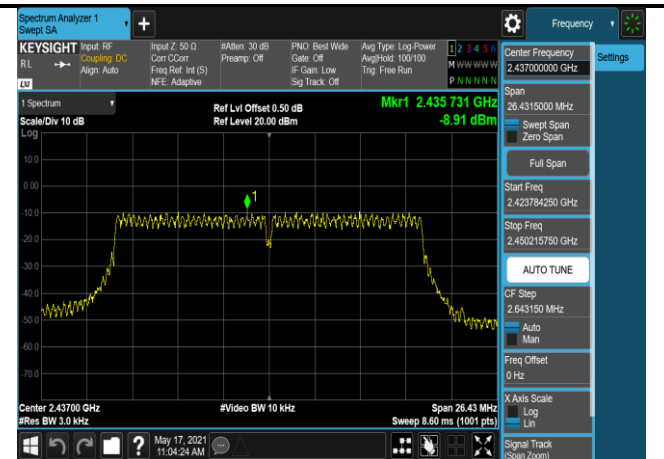 Spectrum Analyzer 1
Swept SA
Frequency
KEYSIGHT
RL
LXI
Input: RF
Coupling: DC
Align: Auto
Input Z: 50 Ω
Corr CCorr
Freq Ref: Int (S)
NFE: Adaptive
#Atten: 30 dB
Preamp: Off
PNO: Best Wide
Gate: Off
IF Gain: Low
Sig Track: Off
Avg Type: Log-Power
Avg|Hold: 100/100
Trig: Free Run
1 2 3 4 5 6
M W W W W W
P N N N N N
Center Frequency
2.437000000 GHz
Settings
Span
26.4315000 MHz
Swept Span
Zero Span
Full Span
Start Freq
2.423784250 GHz
Stop Freq
2.450215750 GHz
AUTO TUNE
CF Step
2.643150 MHz
Auto
Man
Freq Offset
0 Hz
X Axis Scale
Log
Lin
Signal Track
(Span Zoom)
1 Spectrum
Scale/Div 10 dB
Log
Ref Lvl Offset 0.50 dB
Ref Level 20.00 dBm
Mkr1 2.435 731 GHz
-8.91 dBm
1
10.0
0.00
-10.0
-20.0
-30.0
-40.0
-50.0
-60.0
-70.0
Center 2.43700 GHz
#Res BW 3.0 kHz
#Video BW 10 kHz
Span 26.43 MHz
Sweep 8.60 ms (1001 pts)
?
May 17, 2021
11:04:24 AM